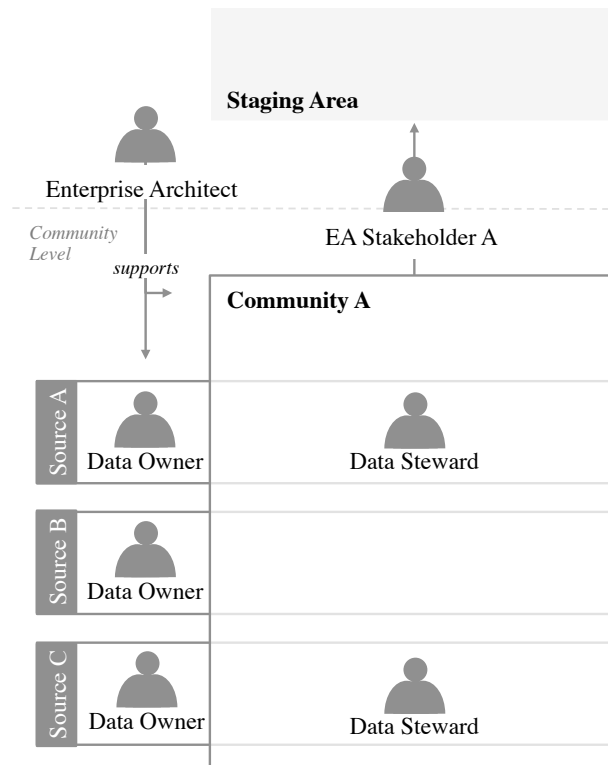 Staging Area
Enterprise Architect
Community
Level
EA Stakeholder A
supports
Community A
Source A
Data Owner
Data Steward
Source B
Data Owner
Source C
Data Owner
Data Steward